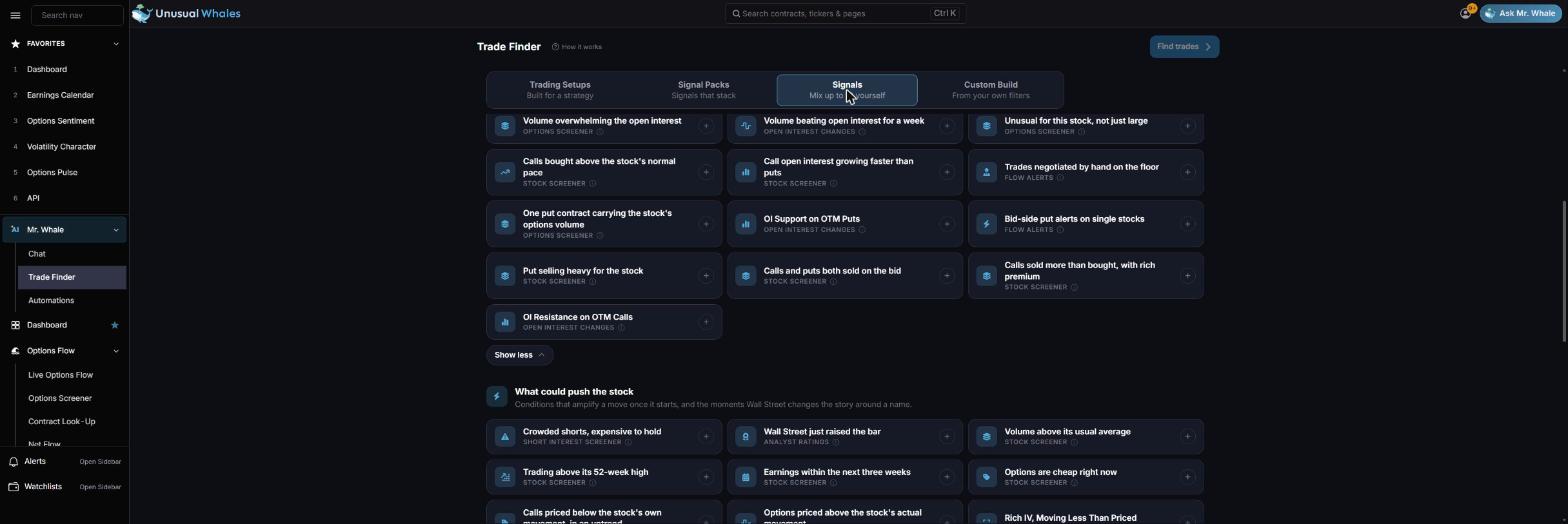 Search nav
Unusual Whales
Search contracts, tickers & pages
Ctrl K
9+
Ask Mr. Whale
FAVORITES
1 Dashboard
2 Earnings Calendar
3 Options Sentiment
4 Volatility Character
5 Options Pulse
6 API
AI Mr. Whale
Chat
Trade Finder
Automations
Dashboard
Options Flow
Live Options Flow
Options Screener
Contract Look-Up
Net Flow
Alerts Open Sidebar
Watchlists Open Sidebar
Trade Finder
How it works
Find trades
Trading Setups
Built for a strategy
Signal Packs
Signals that stack
Signals
Mix up to yourself
Custom Build
From your own filters
Volume overwhelming the open interest
OPTIONS SCREENER
Volume beating open interest for a week
OPEN INTEREST CHANGES
Unusual for this stock, not just large
OPTIONS SCREENER
Calls bought above the stock's normal
pace
STOCK SCREENER
Call open interest growing faster than
puts
STOCK SCREENER
Trades negotiated by hand on the floor
FLOW ALERTS
One put contract carrying the stock's
options volume
OPTIONS SCREENER
OI Support on OTM Puts
OPEN INTEREST CHANGES
Bid-side put alerts on single stocks
FLOW ALERTS
Put selling heavy for the stock
STOCK SCREENER
Calls and puts both sold on the bid
STOCK SCREENER
Calls sold more than bought, with rich
premium
STOCK SCREENER
OI Resistance on OTM Calls
OPEN INTEREST CHANGES
Show less
What could push the stock
Conditions that amplify a move once it starts, and the moments Wall Street changes the story around a name.
Crowded shorts, expensive to hold
SHORT INTEREST SCREENER
Wall Street just raised the bar
ANALYST RATINGS
Volume above its usual average
STOCK SCREENER
Trading above its 52-week high
STOCK SCREENER
Earnings within the next three weeks
STOCK SCREENER
Options are cheap right now
STOCK SCREENER
Calls priced below the stock's own
movement, in an uptrend
Options priced above the stock's actual
movement
Rich IV, Moving Less Than Priced